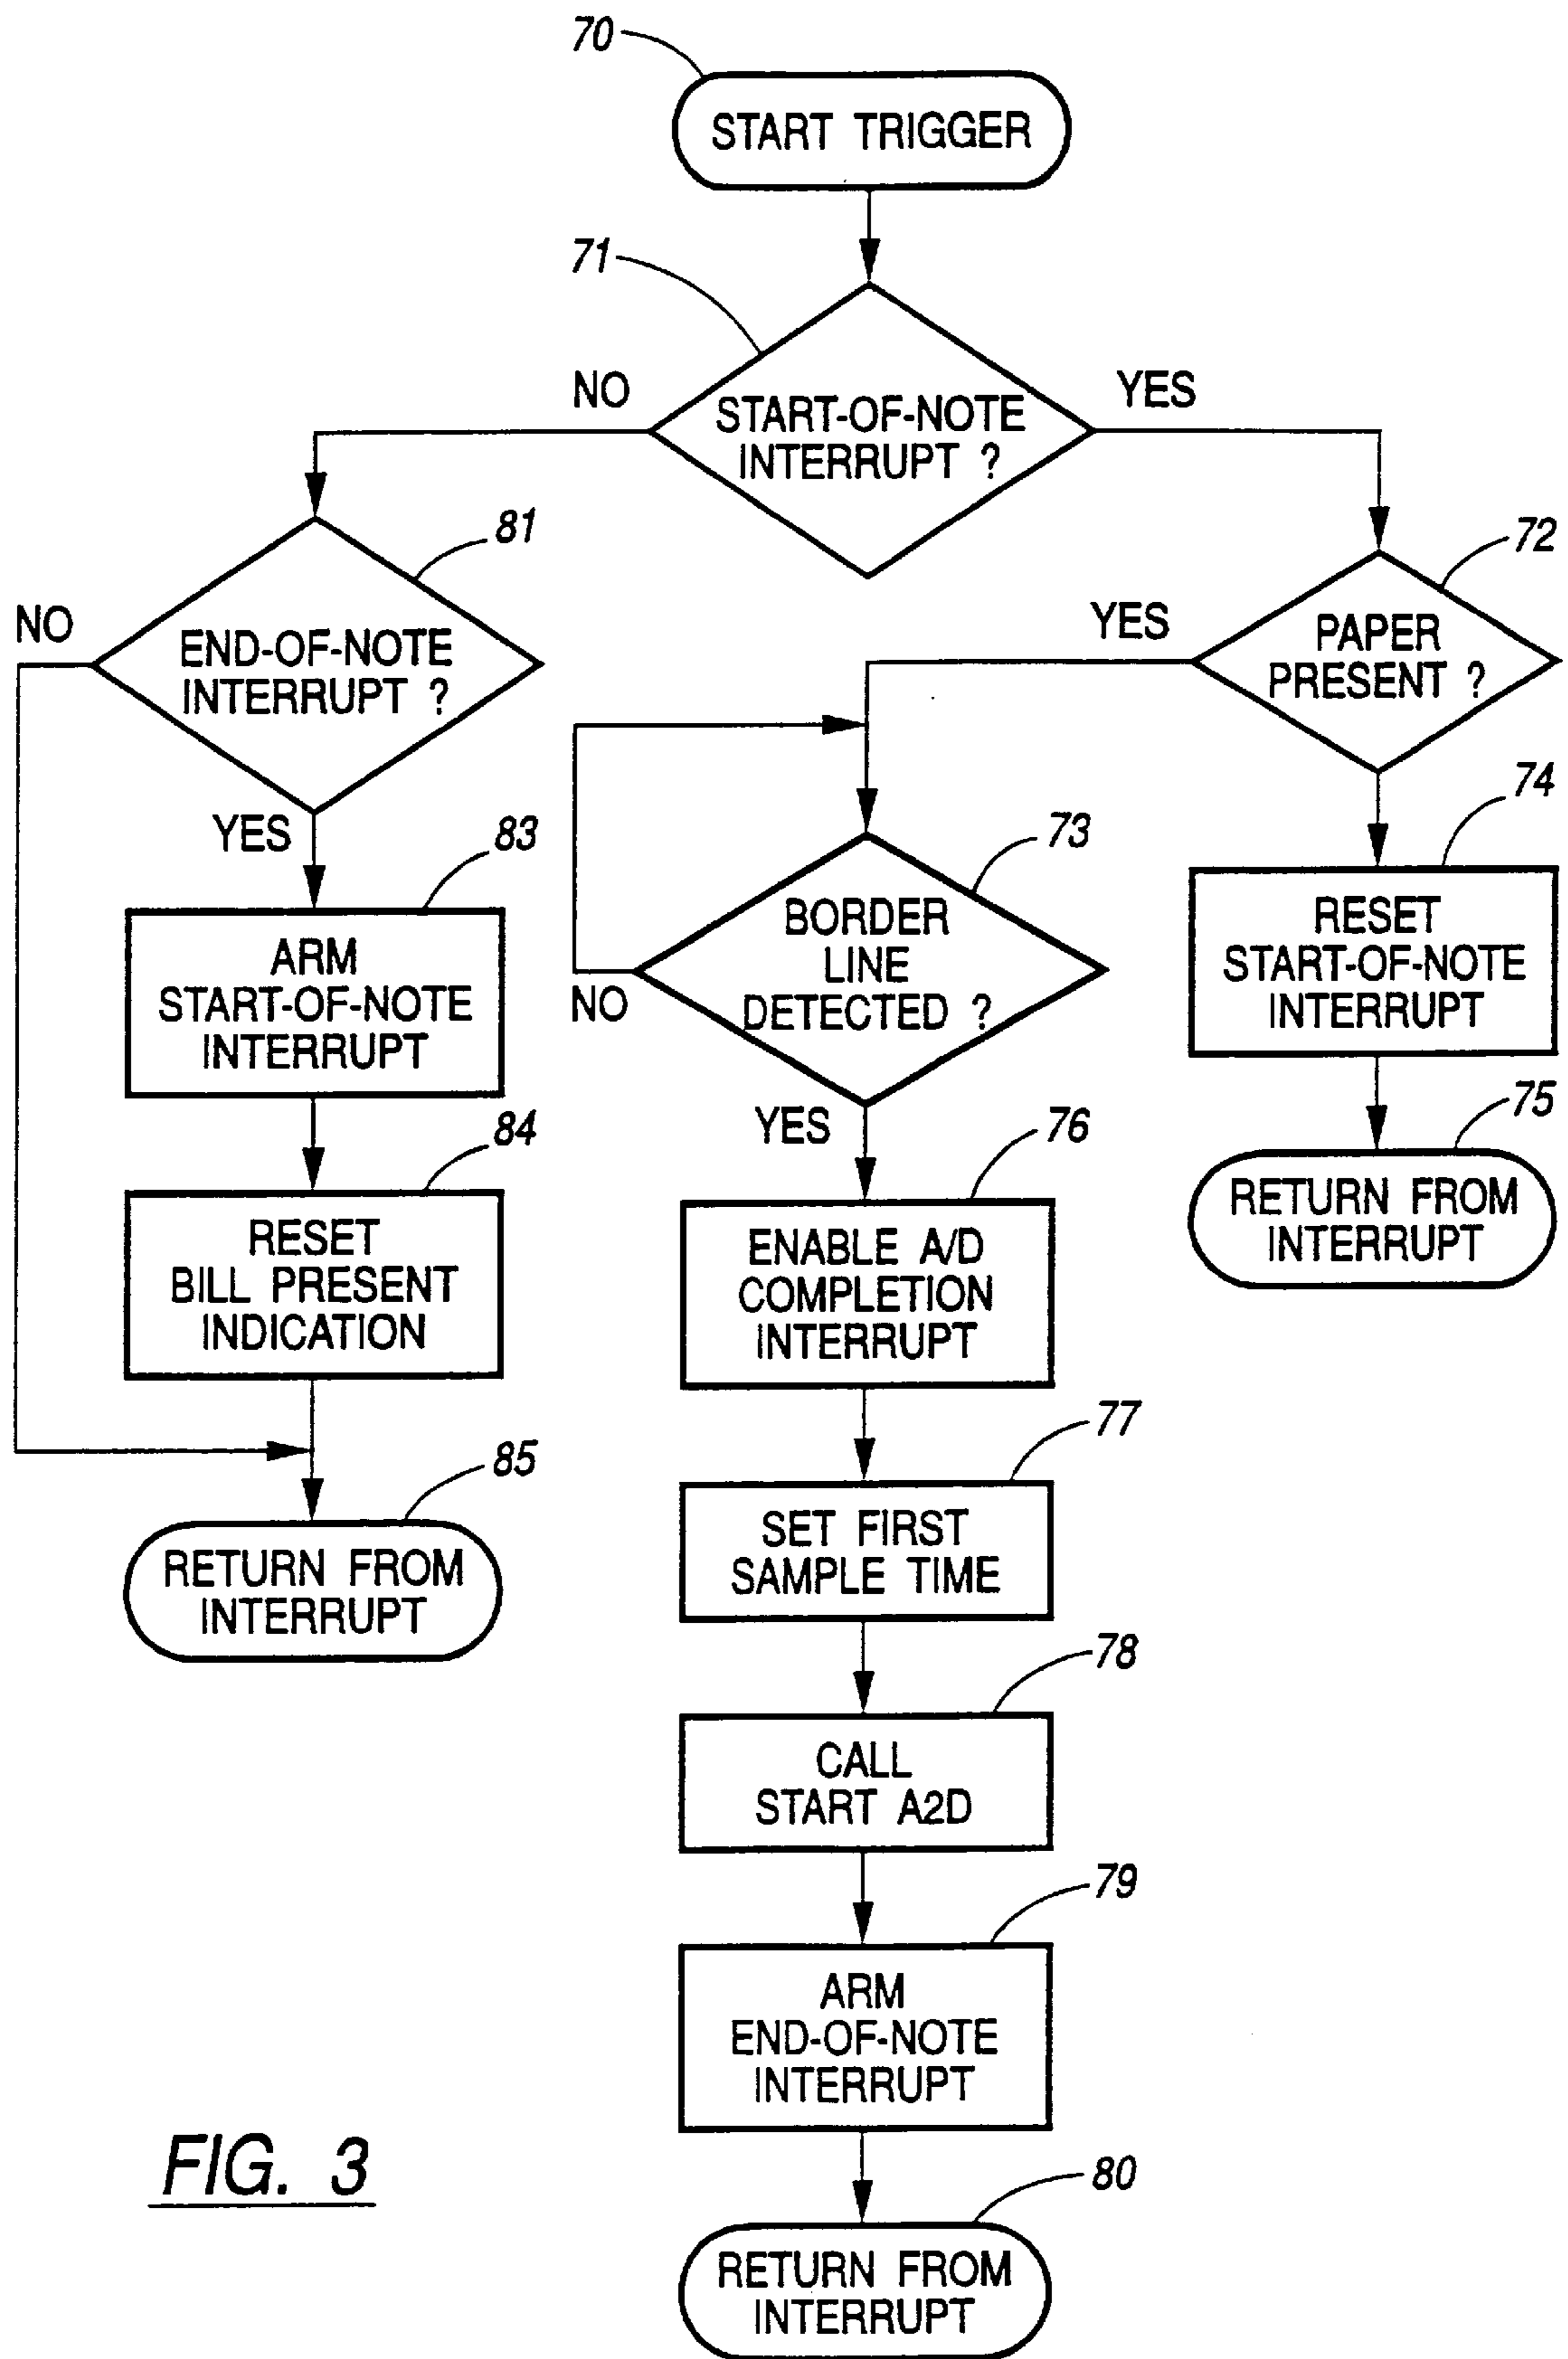 70
START TRIGGER
71
NO
YES
START-OF-NOTE
INTERRUPT ?
81
NO
END-OF-NOTE
INTERRUPT ?
72
YES
PAPER
PRESENT ?
YES
83
ARM
START-OF-NOTE
INTERRUPT
73
BORDER
LINE
DETECTED ?
NO
74
RESET
START-OF-NOTE
INTERRUPT
84
RESET
BILL PRESENT
INDICATION
YES
76
ENABLE A/D
COMPLETION
INTERRUPT
75
RETURN FROM
INTERRUPT
85
RETURN FROM
INTERRUPT
77
SET FIRST
SAMPLE TIME
78
CALL
START A2D
79
ARM
END-OF-NOTE
INTERRUPT
80
RETURN FROM
INTERRUPT
FIG. 3